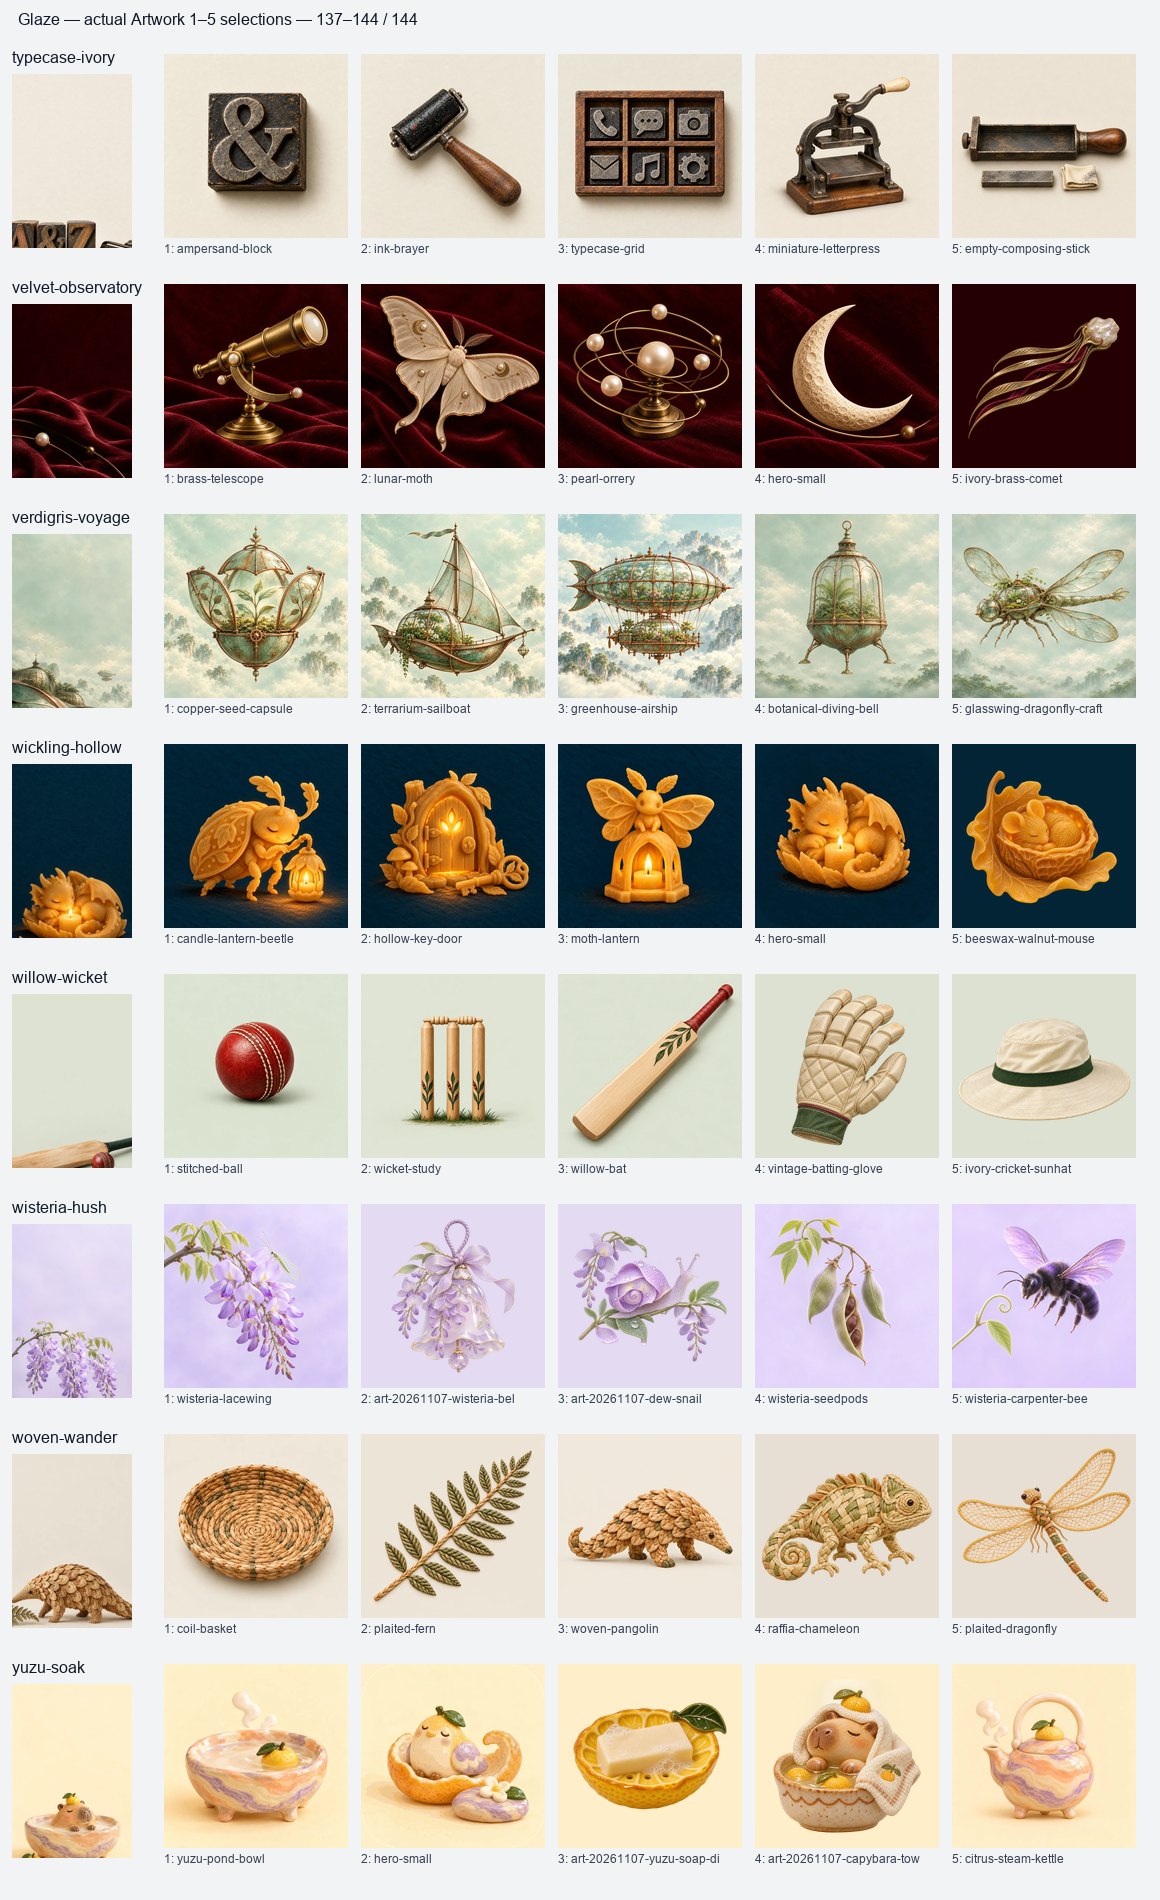 Glaze — actual Artwork 1–5 selections — 137–144 / 144
typecase-ivory
A&Z
&
1: ampersand-block
2: ink-brayer
3: typecase-grid
4: miniature-letterpress
5: empty-composing-stick
velvet-observatory
1: brass-telescope
2: lunar-moth
3: pearl-orrery
4: hero-small
5: ivory-brass-comet
verdigris-voyage
1: copper-seed-capsule
2: terrarium-sailboat
3: greenhouse-airship
4: botanical-diving-bell
5: glasswing-dragonfly-craft
wickling-hollow
1: candle-lantern-beetle
2: hollow-key-door
3: moth-lantern
4: hero-small
5: beeswax-walnut-mouse
willow-wicket
1: stitched-ball
2: wicket-study
3: willow-bat
4: vintage-batting-glove
5: ivory-cricket-sunhat
wisteria-hush
1: wisteria-lacewing
2: art-20261107-wisteria-bel
3: art-20261107-dew-snail
4: wisteria-seedpods
5: wisteria-carpenter-bee
woven-wander
1: coil-basket
2: plaited-fern
3: woven-pangolin
4: raffia-chameleon
5: plaited-dragonfly
yuzu-soak
1: yuzu-pond-bowl
2: hero-small
3: art-20261107-yuzu-soap-di
4: art-20261107-capybara-tow
5: citrus-steam-kettle